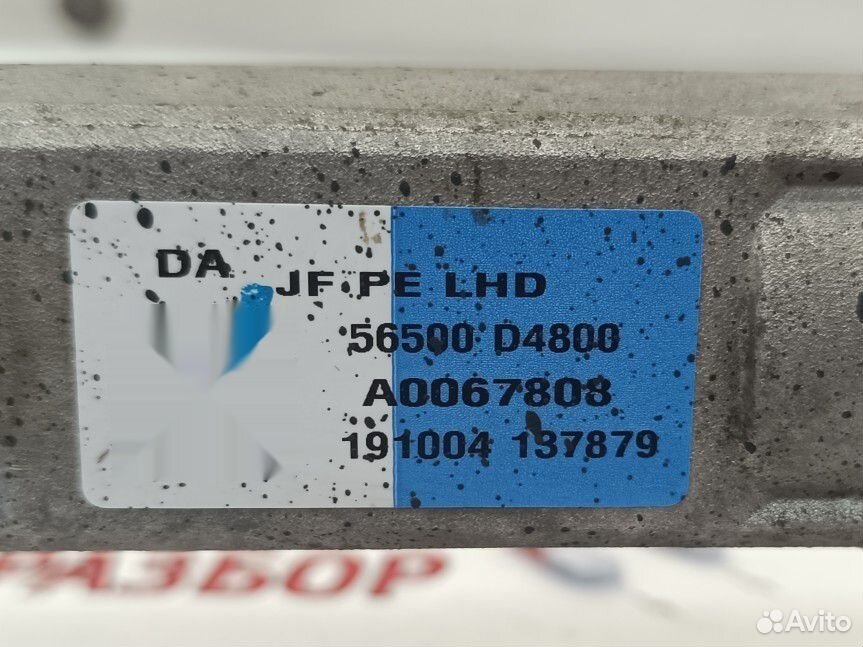 DA JF PE LHD
56500 D4800
A0067808
191004 137879
РАЗБОР
Avito